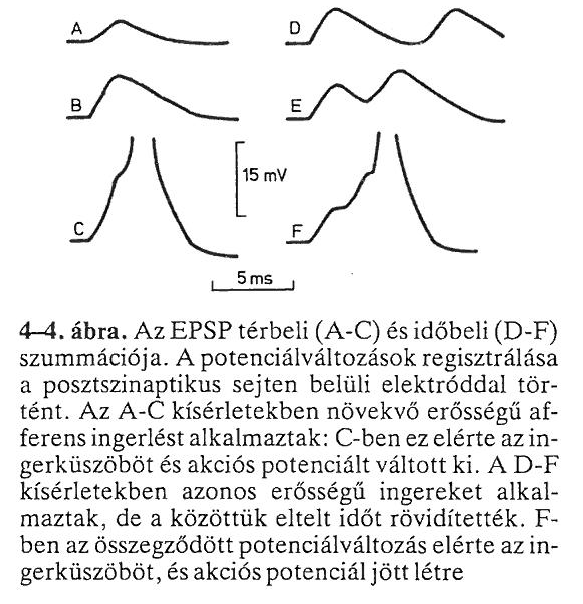 A
D
B
E
15 mV
C
F
5 ms
4–4. ábra. Az EPSP térbeli (A-C) és időbeli (D-F)
szummációja. A potenciálváltozások regisztrálása
a posztszinaptikus sejten belüli elektróddal tör-
tént. Az A-C kísérletekben növekvő erősségű af-
ferens ingerlést alkalmaztak: C-ben ez elérte az in-
gerküszöböt és akciós potenciált váltott ki. A D-F
kísérletekben azonos erősségű ingereket alkal-
maztak, de a közöttük eltelt időt rövidítették. F-
ben az összegződött potenciálváltozás elérte az in-
gerküszöböt, és akciós potenciál jött létre